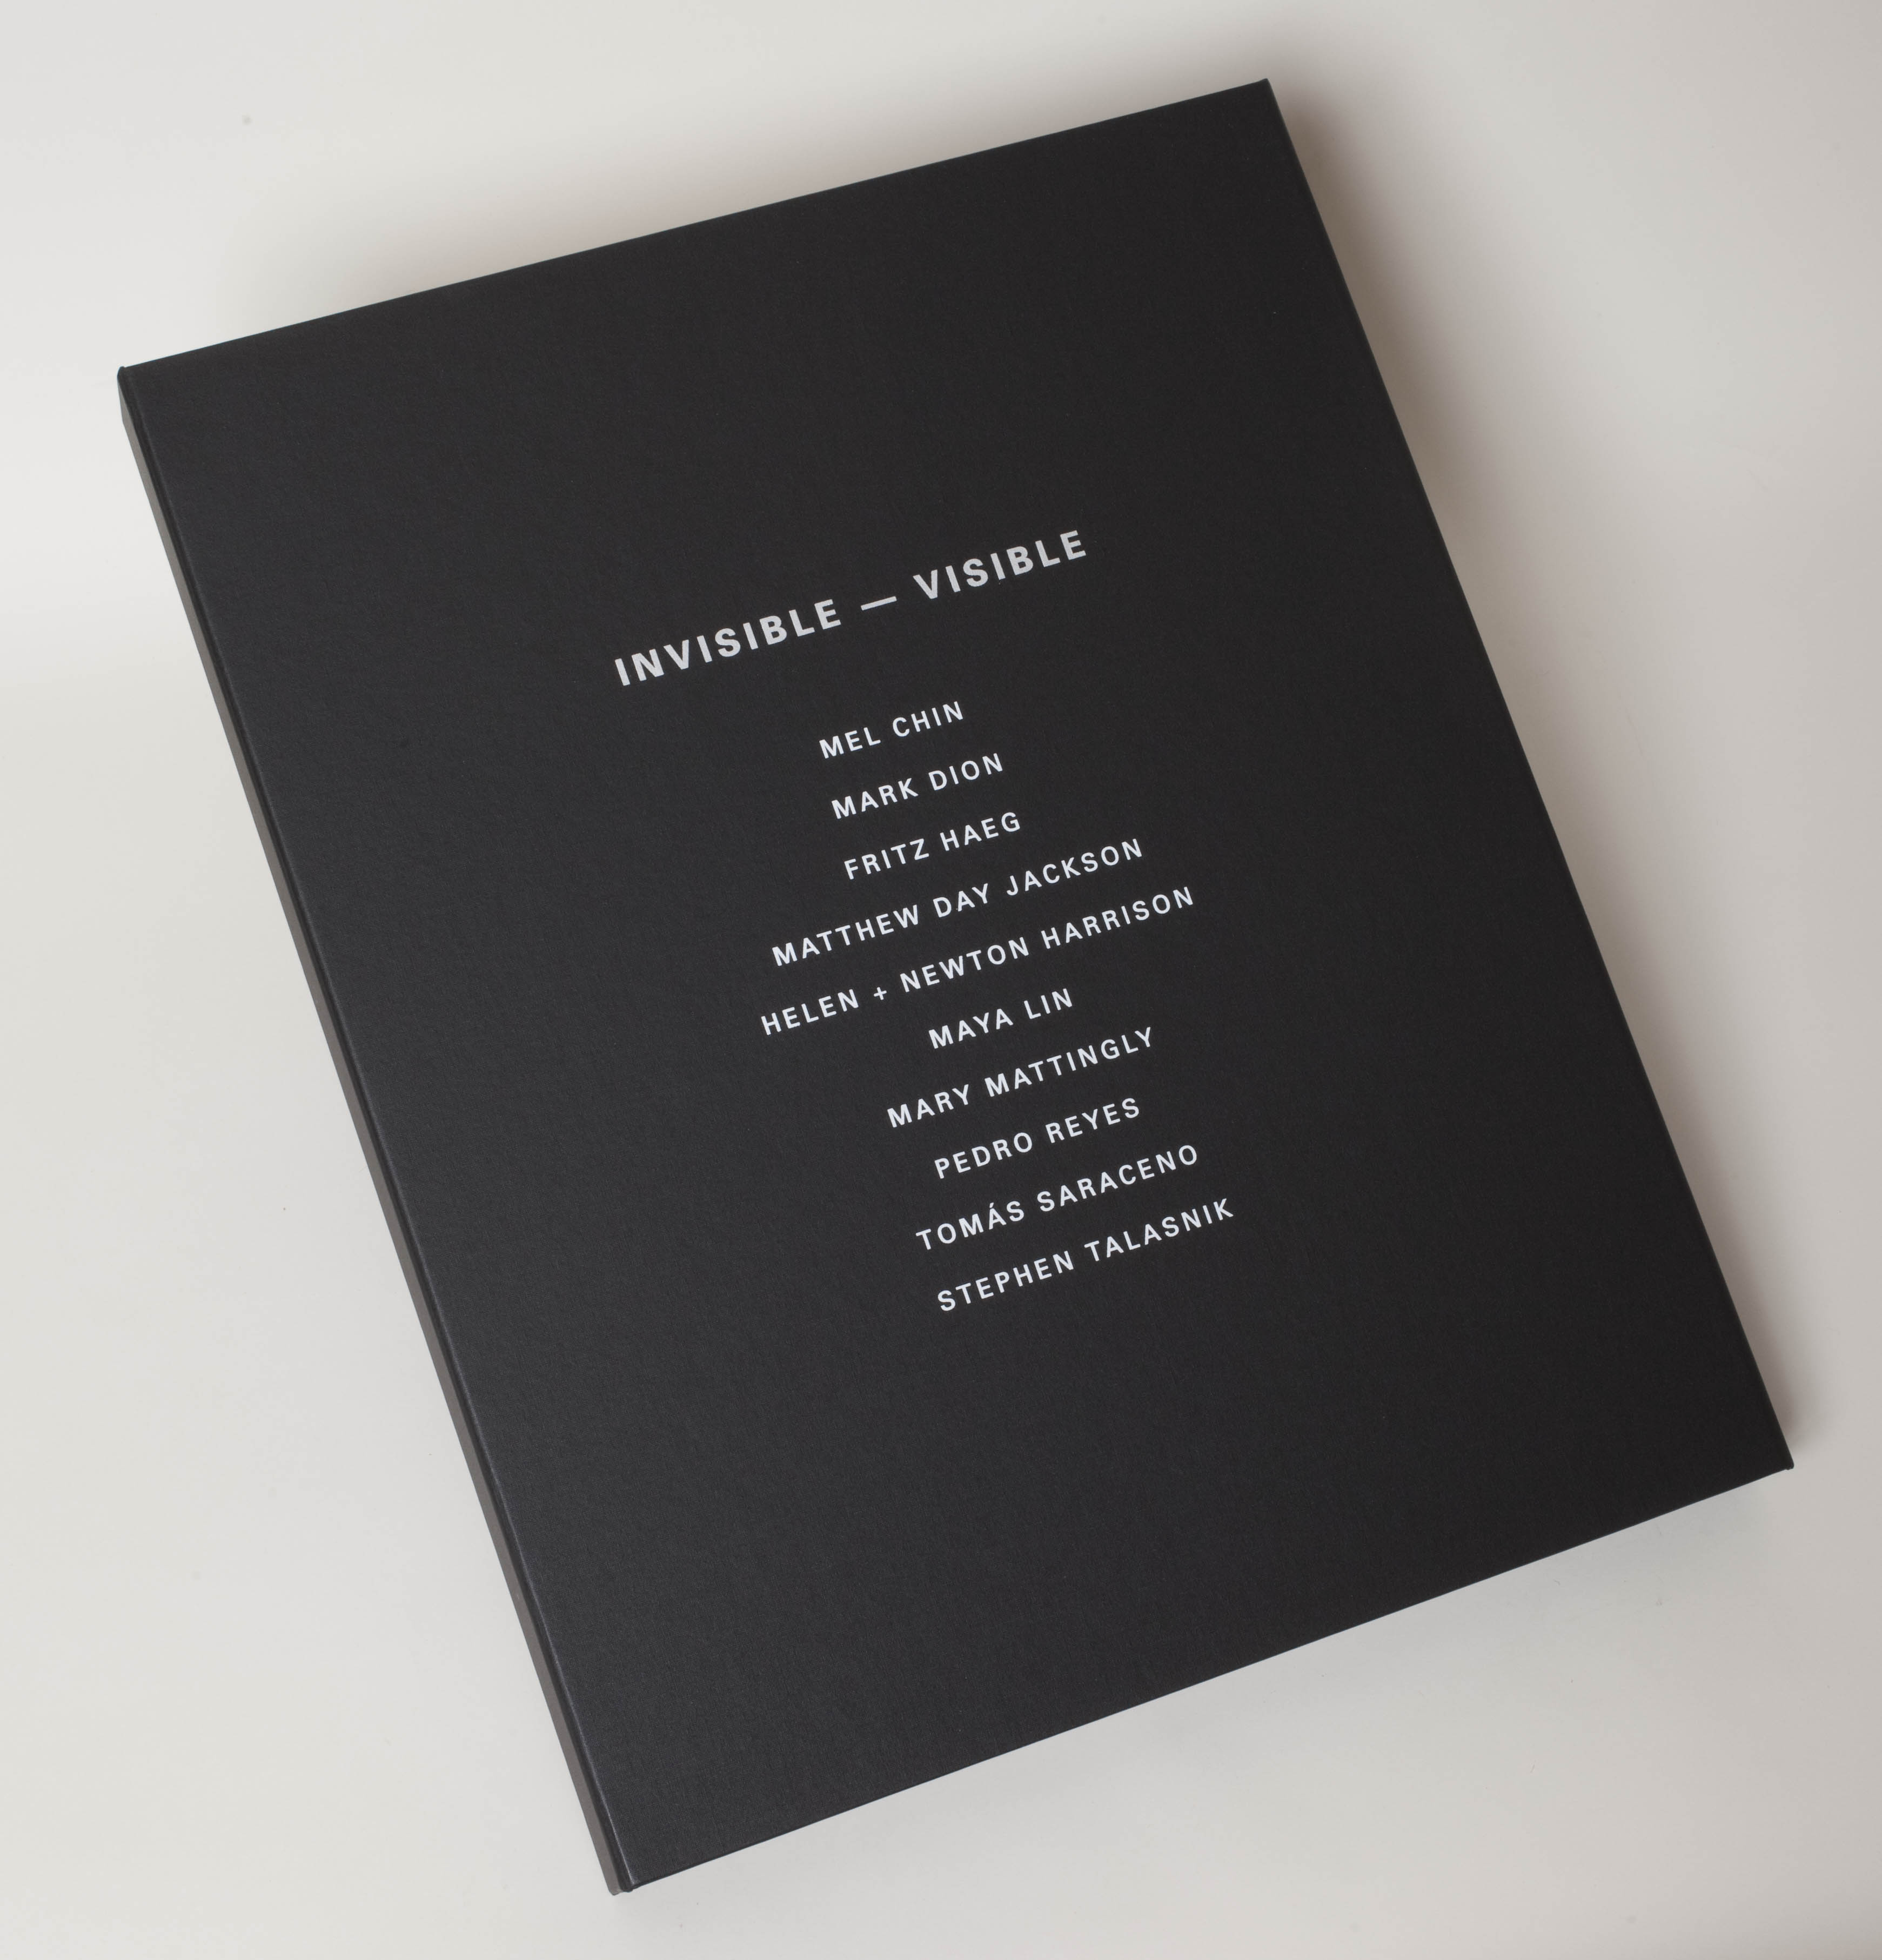 INVISIBLE — VISIBLE
MEL CHIN
MARK DION
FRITZ HAEG
MATTHEW DAY JACKSON
HELEN + NEWTON HARRISON
MAYA LIN
MARY MATTINGLY
PEDRO REYES
TOMÁS SARACENO
STEPHEN TALASNIK